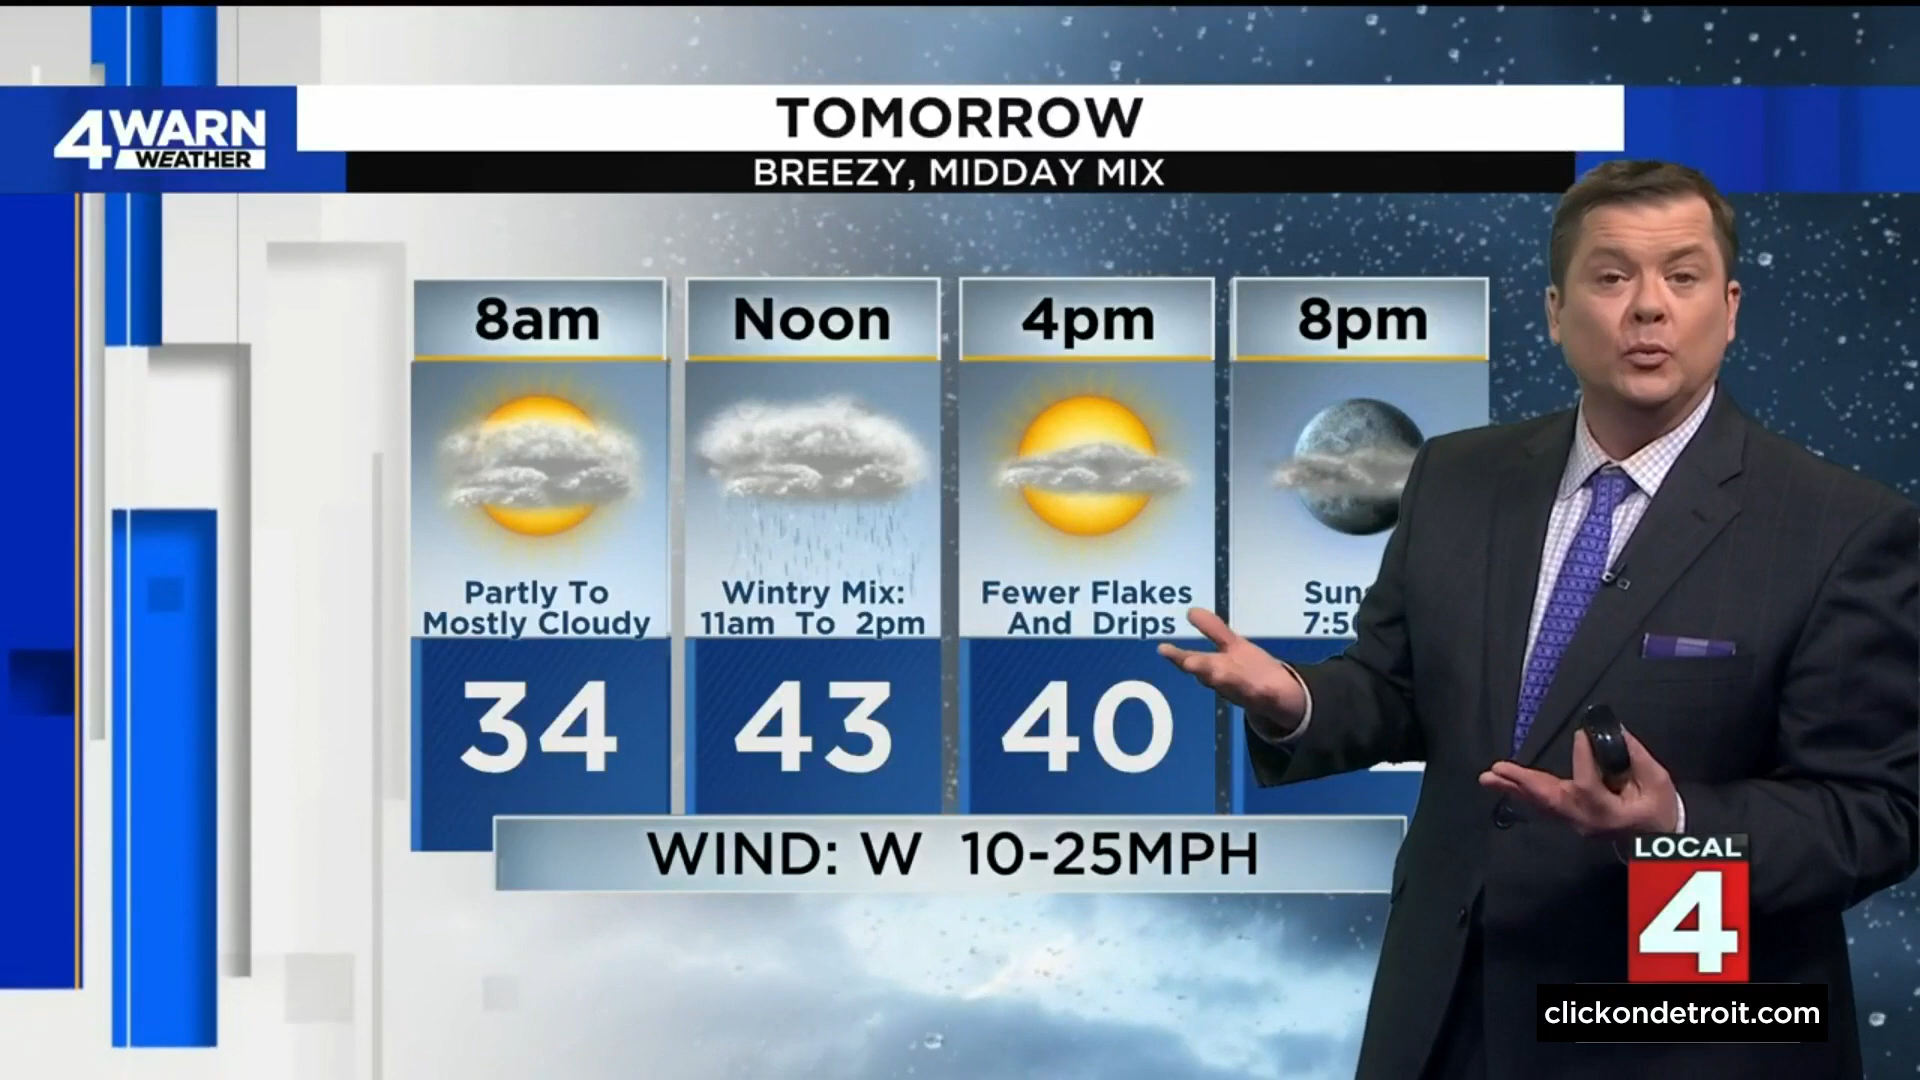 4WARN
WEATHER
TOMORROW
BREEZY, MIDDAY MIX
8am
Noon
4pm
8pm
Partly To
Mostly Cloudy
Wintry Mix:
11am To 2pm
Fewer Flakes
And Drips
34
43
40
WIND: W 10-25MPH
LOCAL
4
clickondetroit.com